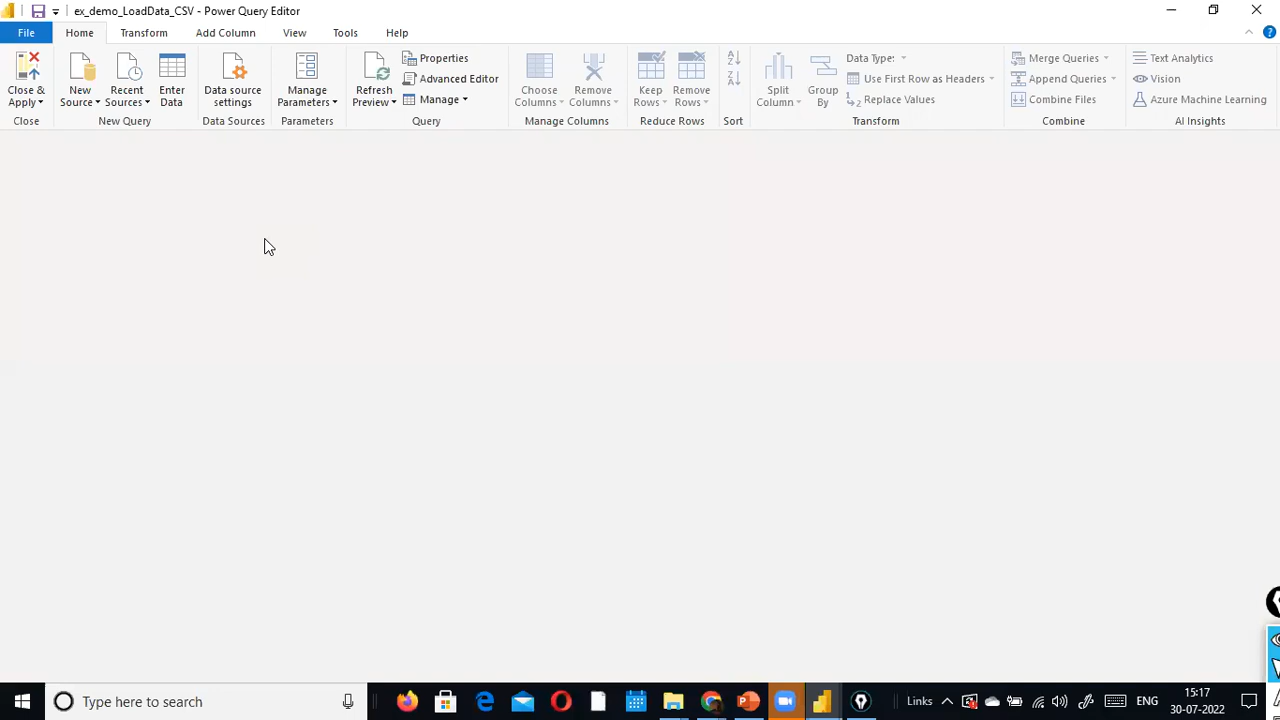 ex_demo_LoadData_CSV - Power Query Editor
File Home Transform Add Column View Tools Help
Close & Apply
New Source
Recent Sources
Enter Data
Data source settings
Manage Parameters
Refresh Preview
Properties
Advanced Editor
Manage
Choose Columns
Remove Columns
Keep Rows
Remove Rows
Split Column
Group By
Data Type:
Use First Row as Headers
Replace Values
Merge Queries
Append Queries
Combine Files
Text Analytics
Vision
Azure Machine Learning
Close New Query Data Sources Parameters Query Manage Columns Reduce Rows Sort Transform Combine AI Insights
Type here to search
Links
ENG
15:17
30-07-2022